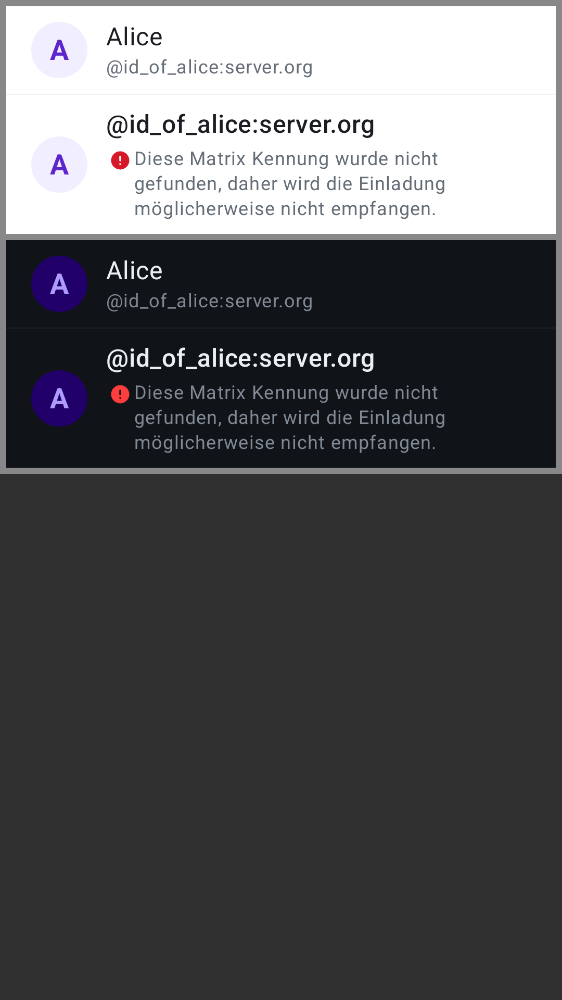 A
Alice
@id_of_alice:server.org
A
@id_of_alice:server.org
Diese Matrix Kennung wurde nicht
gefunden, daher wird die Einladung
möglicherweise nicht empfangen.
A
Alice
@id_of_alice:server.org
A
@id_of_alice:server.org
Diese Matrix Kennung wurde nicht
gefunden, daher wird die Einladung
möglicherweise nicht empfangen.